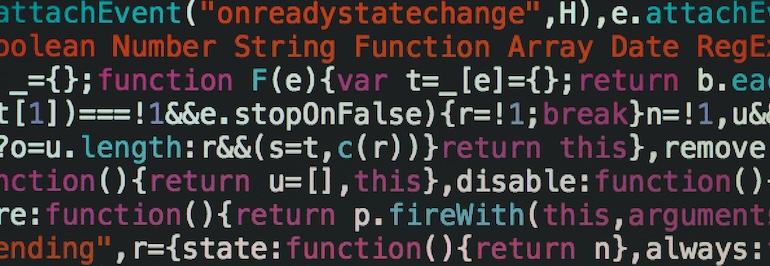 attachEvent("onreadystatechange",H),e.attachE
oolean Number String Function Array Date RegEx
_={};function F(e){var t=_[e]={};return b.eac
t[1])===!1&&e.stopOnFalse){r=!1;break}n=!1,u&
?o=u.length:r&&(s=t,c(r))}return this},remove
nction(){return u=[],this},disable:function()
re:function(){return p.fireWith(this,arguments
ending",r={state:function(){return n},always: